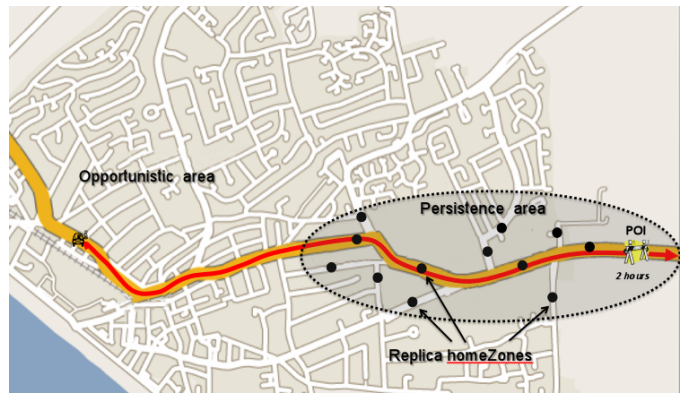 Opportunistic area
Persistence area
POI
2 hours
Replica homeZones